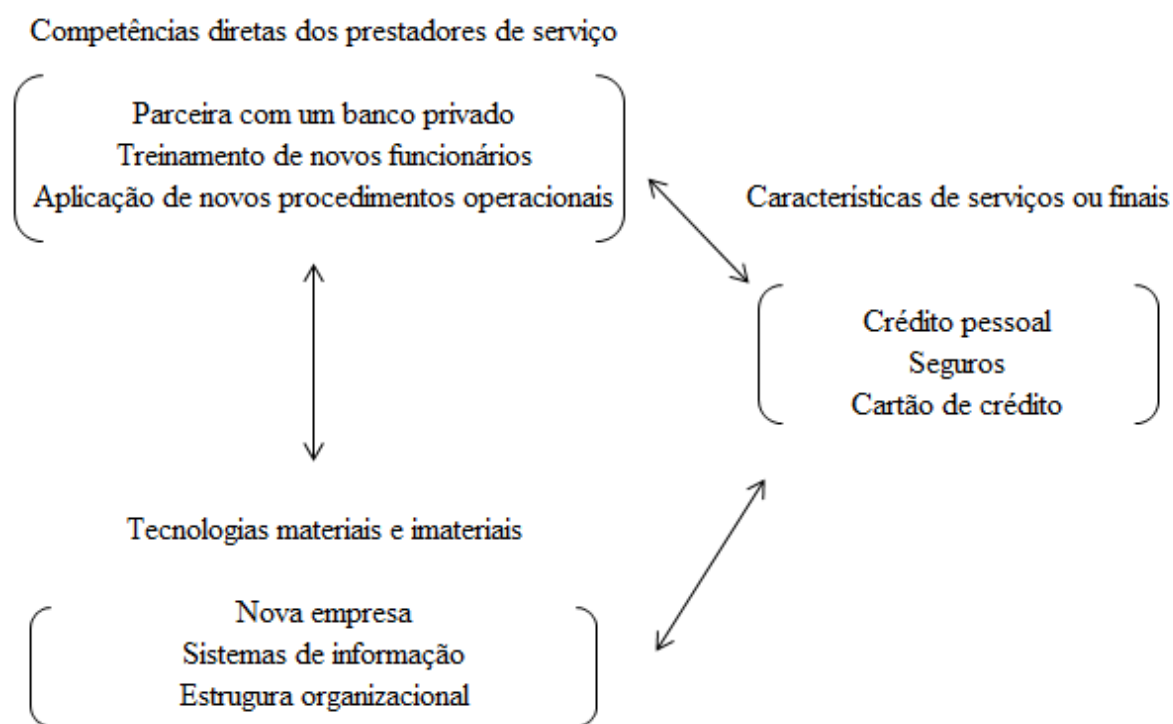 Competências diretas dos prestadores de serviço
Parceira com um banco privado
Treinamento de novos funcionários
Aplicação de novos procedimentos operacionais
Características de serviços ou finais
Crédito pessoal
Seguros
Cartão de crédito
Tecnologias materiais e imateriais
Nova empresa
Sistemas de informação
Estrugura organizacional